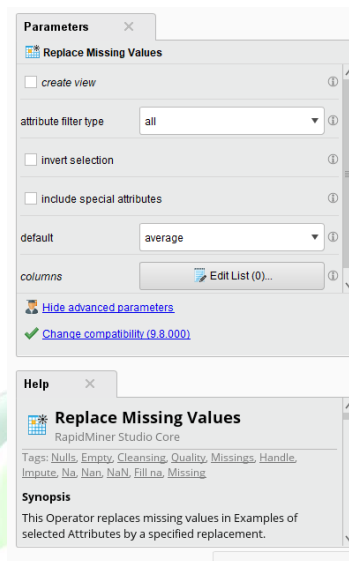 Parameters
Replace Missing Values
create view
attribute filter type
all
invert selection
include special attributes
default
average
columns
Edit List (0)...
Hide advanced parameters
Change compatibility (9.8.000)
Help
Replace Missing Values
RapidMiner Studio Core
Tags: Nulls, Empty, Cleansing, Quality, Missings, Handle,
Impute, Na, Nan, NaN, Fill na, Missing
Synopsis
This Operator replaces missing values in Examples of
selected Attributes by a specified replacement.